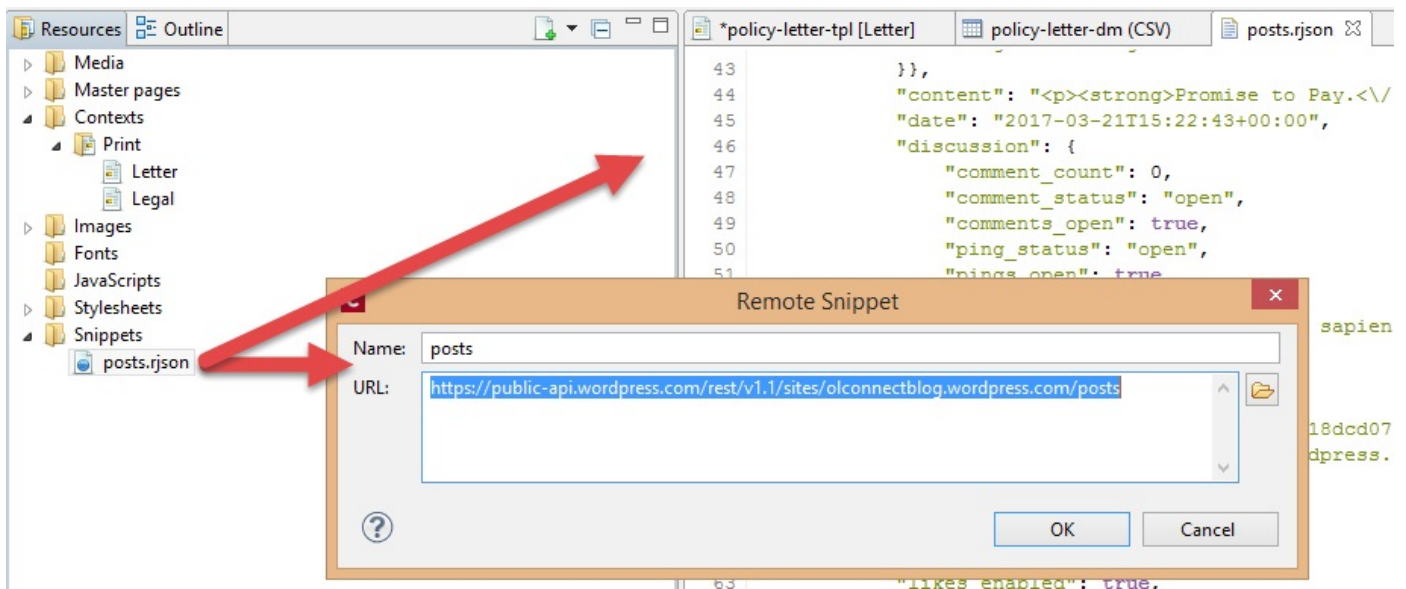 Resources Outline
Media
Master pages
Contexts
Print
Letter
Legal
Images
Fonts
JavaScripts
Stylesheets
Snippets
posts.rjson
*policy-letter-tpl [Letter] policy-letter-dm (CSV) posts.rjson
43 }},
44 "content": "<p><strong>Promise to Pay.<\/
45 "date": "2017-03-21T15:22:43+00:00",
46 "discussion": {
47 "comment_count": 0,
48 "comment_status": "open",
49 "comments_open": true,
50 "ping_status": "open",
51 "pings_open": true
sapien
18dcd07
dpress.
63 "likes_enabled": true,
Remote Snippet
Name: posts
URL: https://public-api.wordpress.com/rest/v1.1/sites/olconnectblog.wordpress.com/posts
OK Cancel